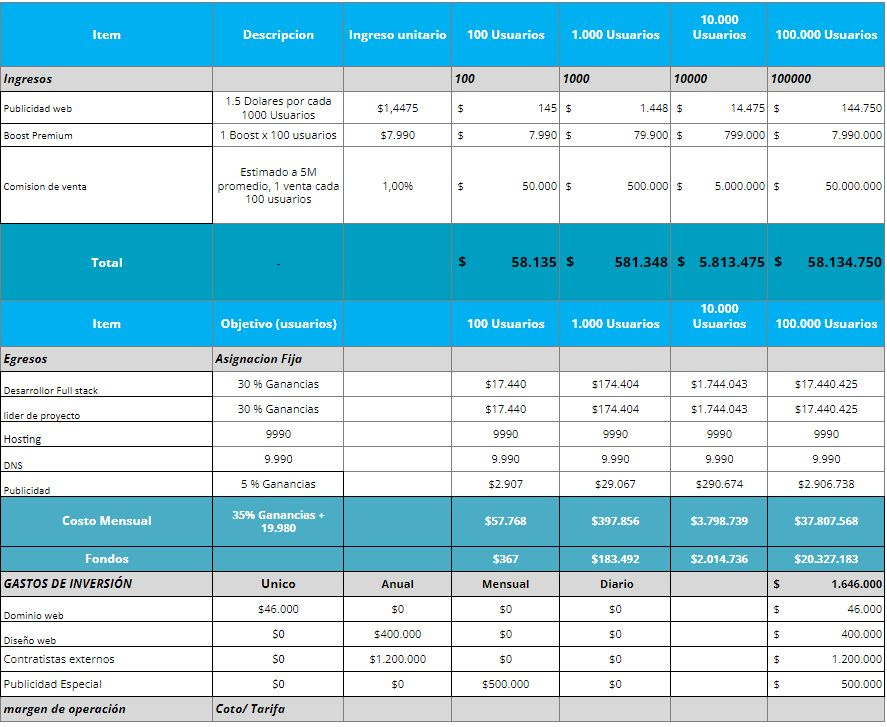 Item Descripcion Ingreso unitario 100 Usuarios 1.000 Usuarios 10.000 Usuarios 100.000 Usuarios
Ingresos 100 1000 10000 100000
Publicidad web 1.5 Dolares por cada 1000 Usuarios $1,4475 $ 145 $ 1.448 $ 14.475 $ 144.750
Boost Premium 1 Boost x 100 usuarios $7.990 $ 7.990 $ 79.900 $ 799.000 $ 7.990.000
Comision de venta Estimado a 5M promedio, 1 venta cada 100 usuarios 1,00% $ 50.000 $ 500.000 $ 5.000.000 $ 50.000.000
Total - $ 58.135 $ 581.348 $ 5.813.475 $ 58.134.750
Item Objetivo (usuarios) 100 Usuarios 1.000 Usuarios 10.000 Usuarios 100.000 Usuarios
Egresos Asignacion Fija
Desarrollor Full stack 30 % Ganancias $17.440 $174.404 $1.744.043 $17.440.425
lider de proyecto 30 % Ganancias $17.440 $174.404 $1.744.043 $17.440.425
Hosting 9990 9990 9990 9990 9990
DNS 9.990 9.990 9.990 9.990 9.990
Publicidad 5 % Ganancias $2.907 $29.067 $290.674 $2.906.738
Costo Mensual 35% Ganancias + 19.980 $57.768 $397.856 $3.798.739 $37.807.568
Fondos $367 $183.492 $2.014.736 $20.327.183
GASTOS DE INVERSIÓN Unico Anual Mensual Diario $ 1.646.000
Dominio web $46.000 $0 $0 $0 $ 46.000
Diseño web $0 $400.000 $0 $0 $ 400.000
Contratistas externos $0 $1.200.000 $0 $0 $ 1.200.000
Publicidad Especial $0 $0 $500.000 $0 $ 500.000
margen de operación Coto/ Tarifa